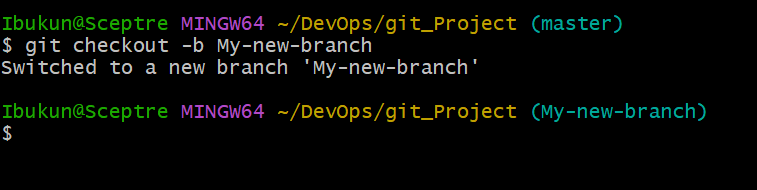 Ibukun@Sceptre MINGW64 ~/DevOps/git_Project (master)
$ git checkout -b My-new-branch
Switched to a new branch 'My-new-branch'
Ibukun@Sceptre MINGW64 ~/DevOps/git_Project (My-new-branch)
$